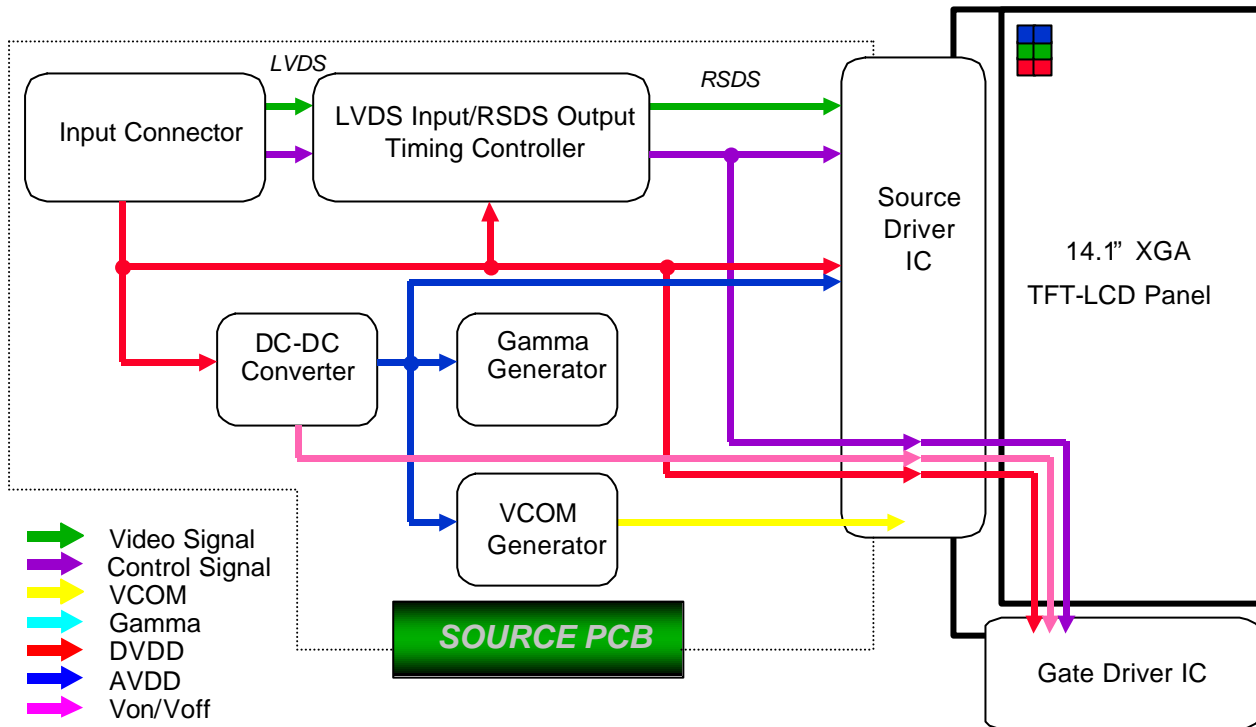 LVDS
RSDS
Input Connector
LVDS Input/RSDS Output
Timing Controller
Source
Driver
IC
14.1” XGA
TFT-LCD Panel
DC-DC
Converter
Gamma
Generator
VCOM
Generator
Video Signal
Control Signal
VCOM
Gamma
DVDD
AVDD
Von/Voff
SOURCE PCB
Gate Driver IC